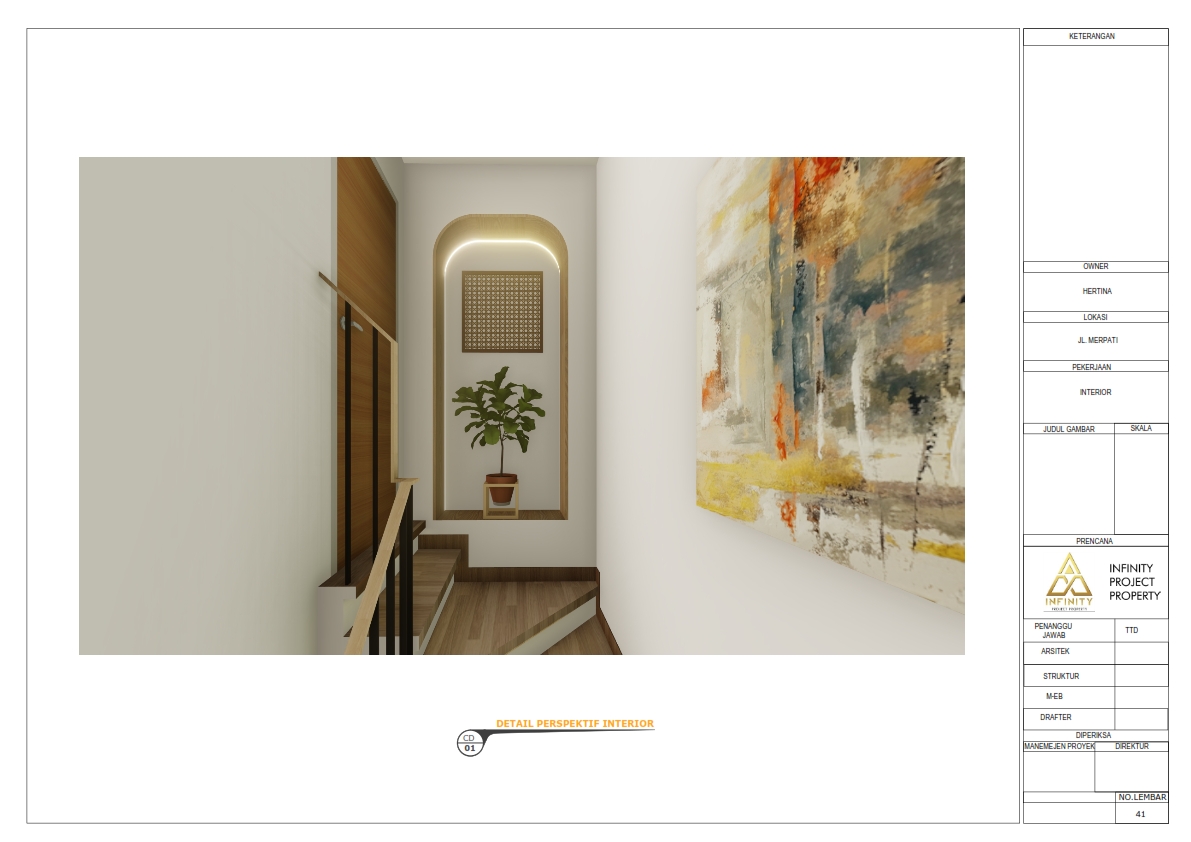 KETERANGAN
OWNER
HERTINA
LOKASI
JL. MERPATI
PEKERJAAN
INTERIOR
JUDUL GAMBAR
SKALA
PRENCANA
INFINITY
PROJECT PROPERTY
INFINITY
PROJECT
PROPERTY
PENANGGU
JAWAB
TTD
ARSITEK
STRUKTUR
M-EB
DRAFTER
DIPERIKSA
MANEMEJEN PROYEK
DIREKTUR
NO.LEMBAR
41
DETAIL PERSPEKTIF INTERIOR
CD
01